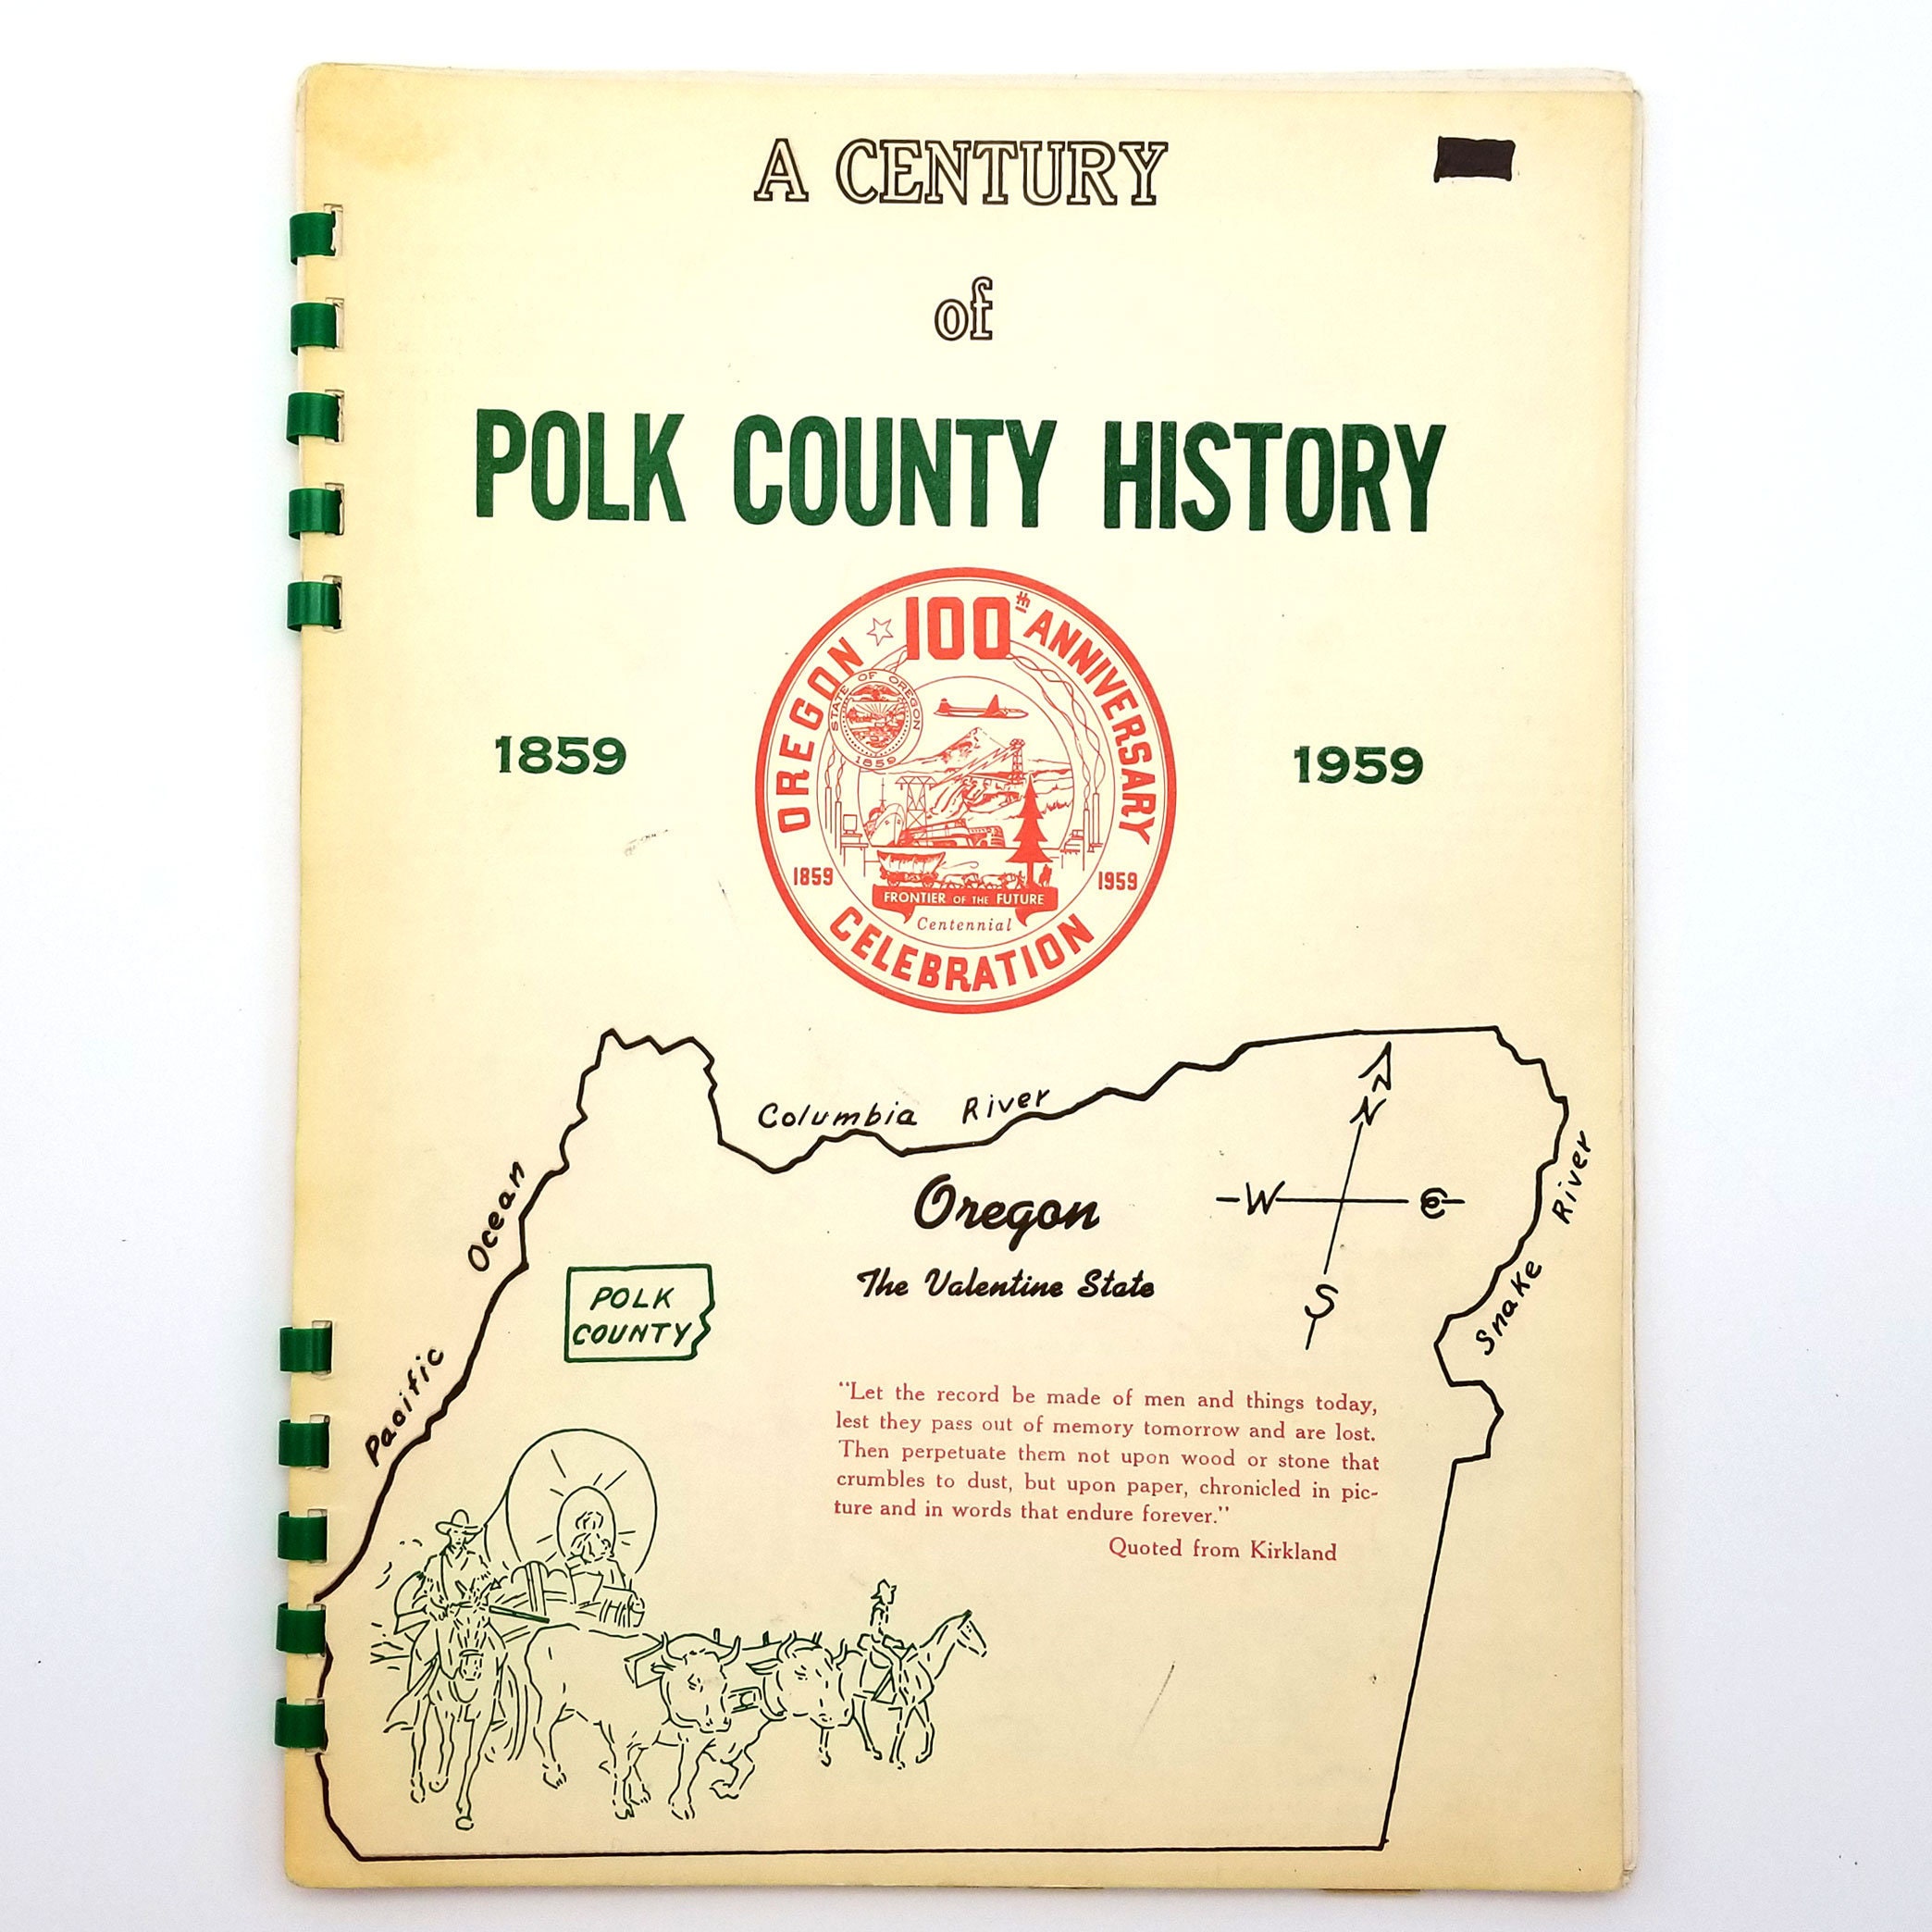 A CENTURY
of
POLK COUNTY HISTORY
OREGON ☆ 100th ANNIVERSARY
STATE OF OREGON
1859
1859
1959
1859
1959
FRONTIER OF THE FUTURE
Centennial
CELEBRATION
Columbia River
N
Pacific Ocean
Oregon
W
E
Snake River
The Valentine State
POLK
COUNTY
S
“Let the record be made of men and things today,
lest they pass out of memory tomorrow and are lost.
Then perpetuate them not upon wood or stone that
crumbles to dust, but upon paper, chronicled in pic-
ture and in words that endure forever.”
Quoted from Kirkland